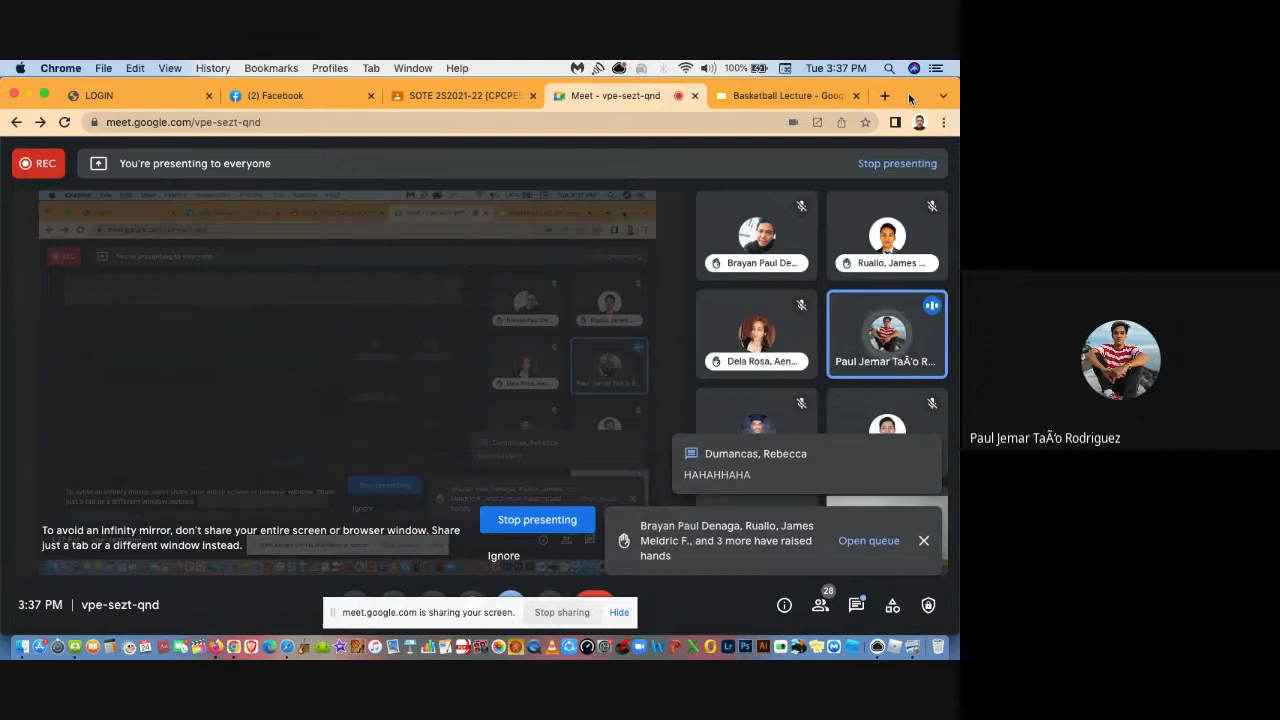 Chrome File Edit View History Bookmarks Profiles Tab Window Help 100% Tue 3:37 PM
LOGIN (2) Facebook SOTE 2S2021-22 [CPCPES Meet - vpe-sezt-qnd Basketball Lecture - Goog
meet.google.com/vpe-sezt-qnd
REC You're presenting to everyone Stop presenting
Brayan Paul De... Ruallo, James ...
Dela Rosa, Aen... Paul Jemar TaÃ'o R...
Paul Jemar TaÃ'o Rodriguez
Dumancas, Rebecca
HAHAHHAHA
To avoid an infinity mirror, don't share your entire screen or browser window. Share
just a tab or a different window instead.
Stop presenting
Ignore
Brayan Paul Denaga, Ruallo, James
Meldric F., and 3 more have raised
hands
Open queue
3:37 PM | vpe-sezt-qnd
meet.google.com is sharing your screen. Stop sharing Hide
28